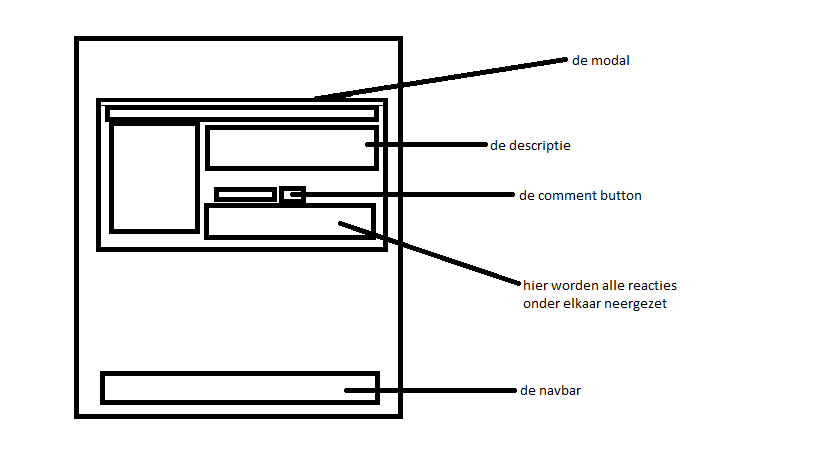 de modal
de descriptie
de comment button
hier worden alle reacties
onder elkaar neergezet
de navbar